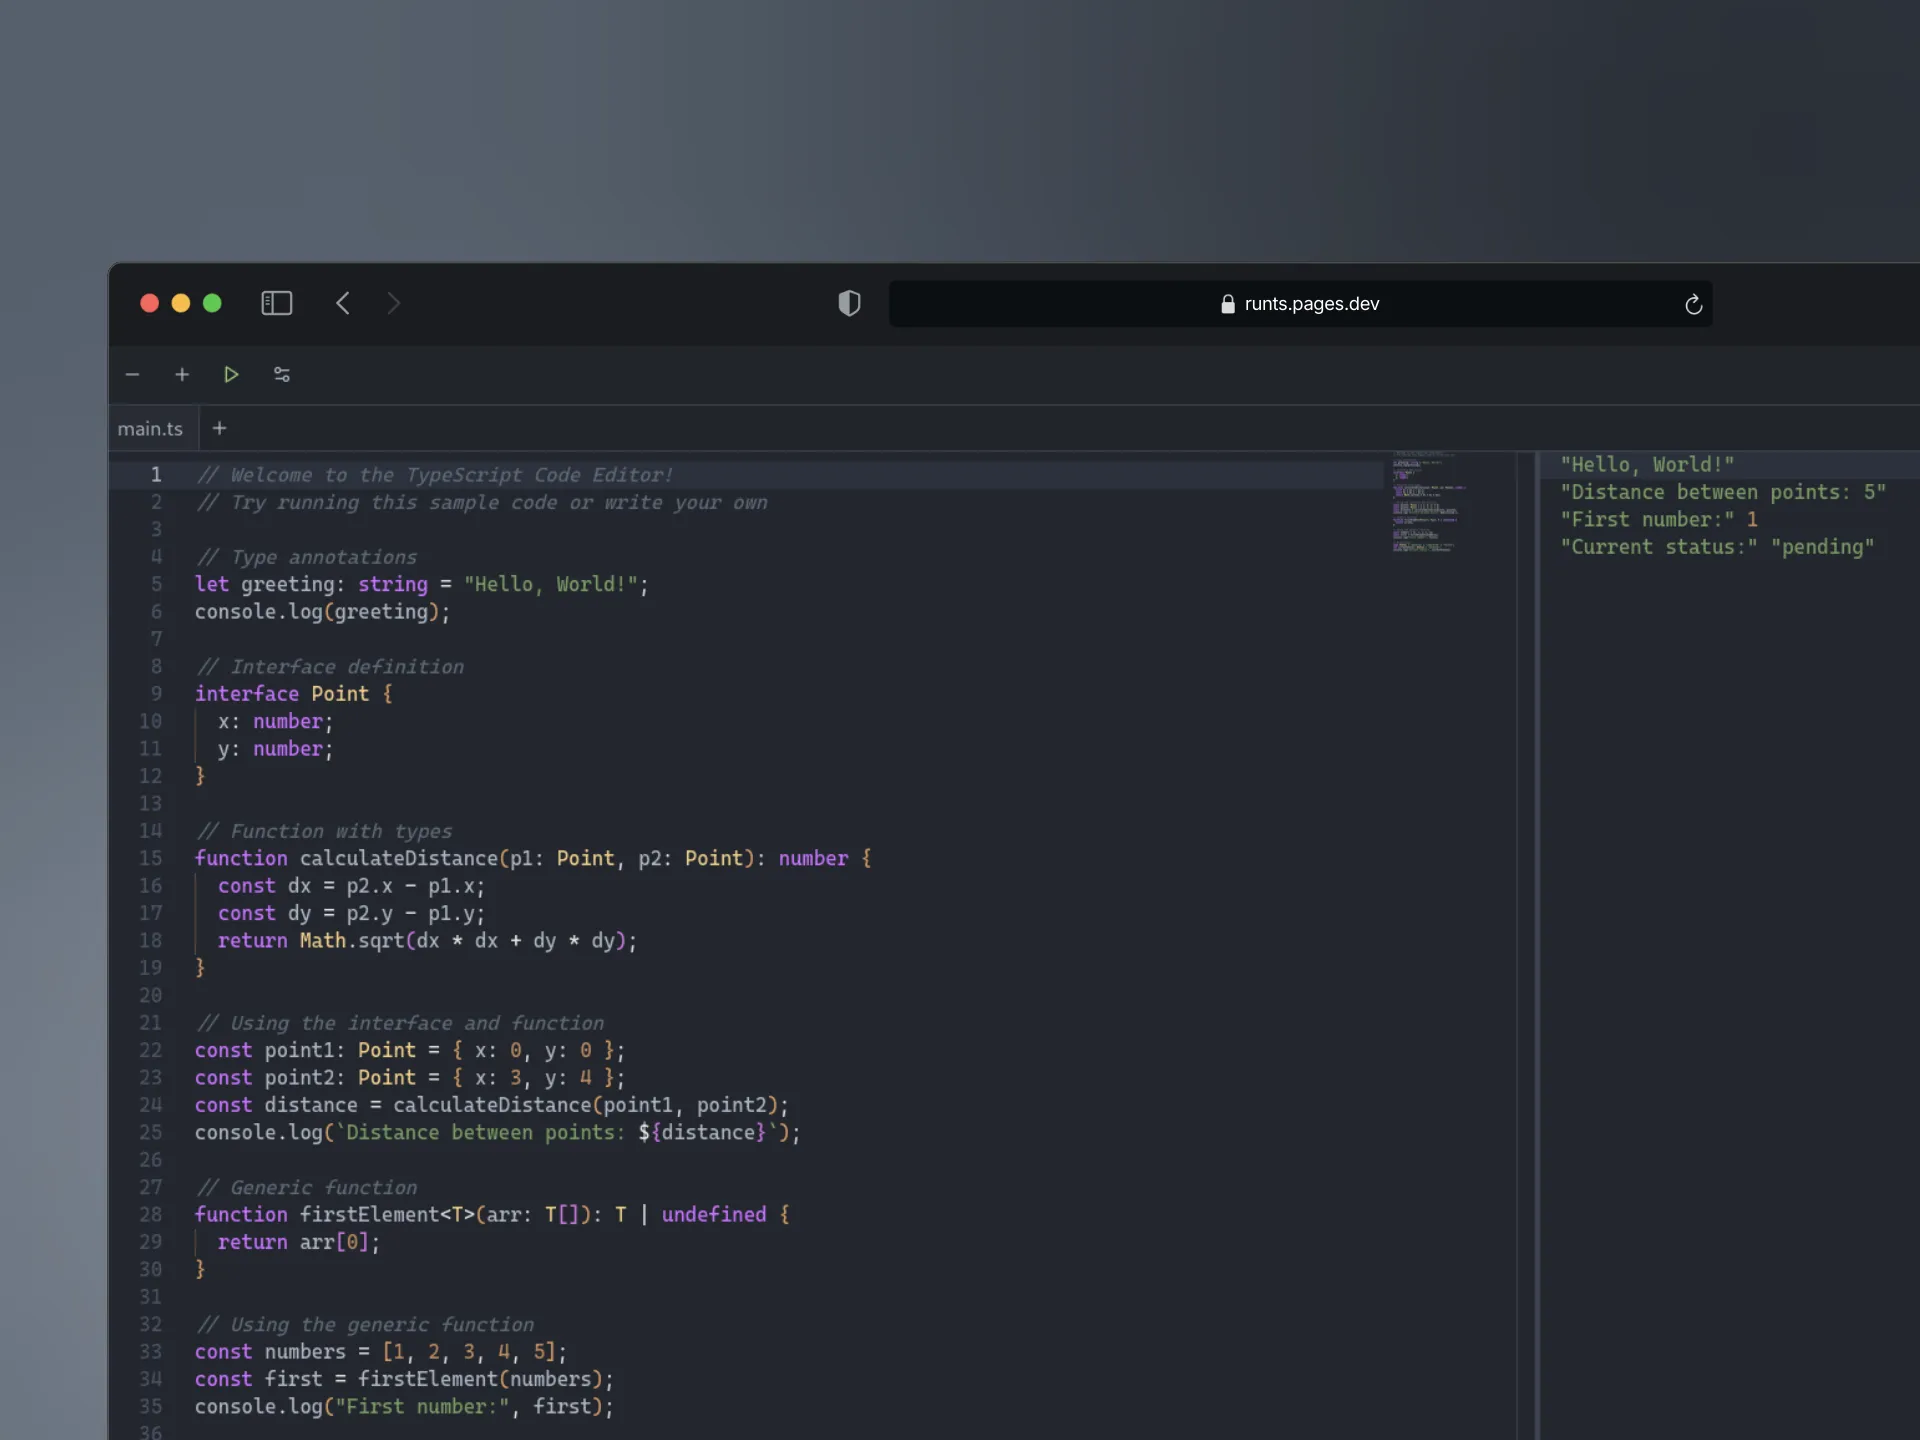 runts.pages.dev
main.ts
1 // Welcome to the TypeScript Code Editor!
2 // Try running this sample code or write your own
3
4 // Type annotations
5 let greeting: string = "Hello, World!";
6 console.log(greeting);
7
8 // Interface definition
9 interface Point {
10   x: number;
11   y: number;
12 }
13
14 // Function with types
15 function calculateDistance(p1: Point, p2: Point): number {
16   const dx = p2.x - p1.x;
17   const dy = p2.y - p1.y;
18   return Math.sqrt(dx * dx + dy * dy);
19 }
20
21 // Using the interface and function
22 const point1: Point = { x: 0, y: 0 };
23 const point2: Point = { x: 3, y: 4 };
24 const distance = calculateDistance(point1, point2);
25 console.log(`Distance between points: ${distance}`);
26
27 // Generic function
28 function firstElement<T>(arr: T[]): T | undefined {
29   return arr[0];
30 }
31
32 // Using the generic function
33 const numbers = [1, 2, 3, 4, 5];
34 const first = firstElement(numbers);
35 console.log("First number:", first);
36
"Hello, World!"
"Distance between points: 5"
"First number:" 1
"Current status:" "pending"